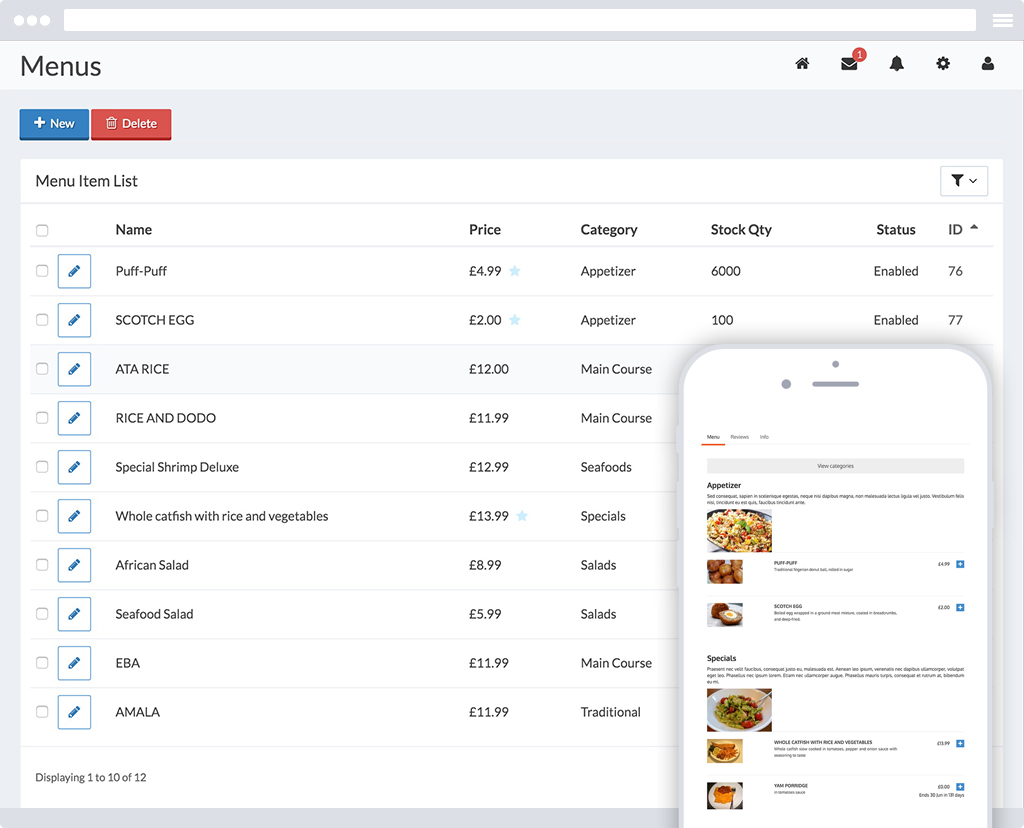 Menus
1
New
Delete
Menu Item List
Name Price Category Stock Qty Status ID
Puff-Puff £4.99 Appetizer 6000 Enabled 76
SCOTCH EGG £2.00 Appetizer 100 Enabled 77
ATA RICE £12.00 Main Course
RICE AND DODO £11.99 Main Course
Special Shrimp Deluxe £12.99 Seafoods
Whole catfish with rice and vegetables £13.99 Specials
African Salad £8.99 Salads
Seafood Salad £5.99 Salads
EBA £11.99 Main Course
AMALA £11.99 Traditional
Displaying 1 to 10 of 12
Menu Reviews Info
View categories
Appetizer
Sed consequat, sapien in scelerisque egestas, neque nisi dapibus magna, non malesuada lectus ligula vel justo. Vestibulum felis
nisi, tincidunt eu est quis, faucibus tincidunt ante.
PUFF-PUFF £4.99
Traditional Nigerian donut ball, rolled in sugar
SCOTCH EGG £2.00
Boiled egg wrapped in a ground meat mixture, coated in breadcrumbs,
and deep-fried.
Specials
Praesent nec velit faucibus, consequat justo eu, malesuada est. Aenean leo ipsum, venenatis nec dapibus ullamcorper, volutpat
eget leo. Phasellus nec ipsum lorem. Etiam nec ullamcorper augue. Phasellus mauris turpis, consequat et rutrum at, bibendum
eu mi.
WHOLE CATFISH WITH RICE AND VEGETABLES £13.99
Whole catfish slow cooked in tomatoes, pepper and onion sauce with
seasoning to taste
YAM PORRIDGE £0.00
in tomatoes sauce Ends 30 Jun in 131 days